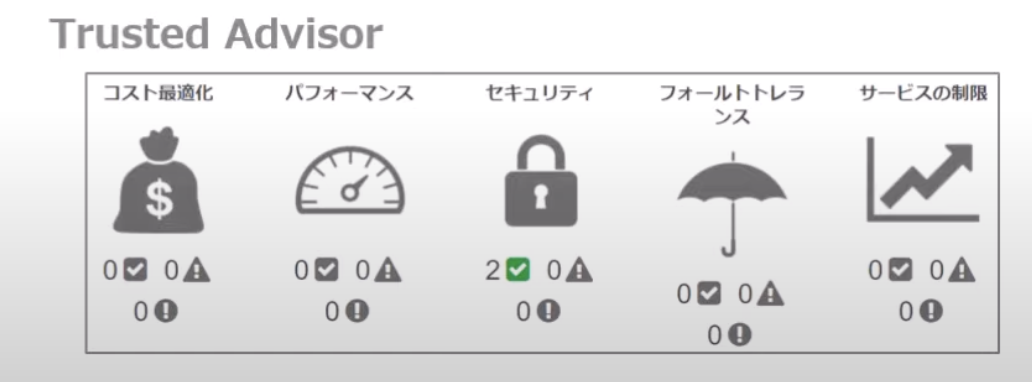 Trusted Advisor
コスト最適化
パフォーマンス
セキュリティ
フォールトトレラ
ンス
サービスの制限
$
0 0
0
0 0
0
2 0
0
0 0
0
0 0
0